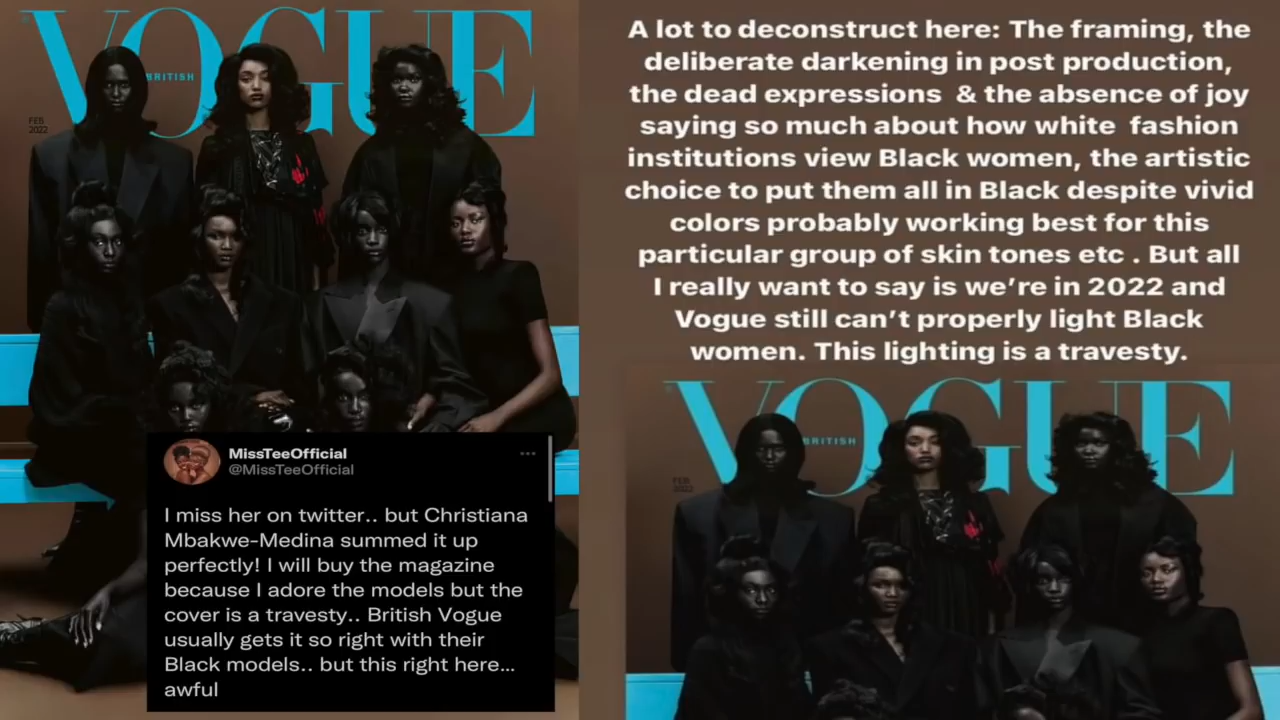 VOGUE
BRITISH
FEB
2022
MissTeeOfficial
@MissTeeOfficial
I miss her on twitter.. but Christiana
Mbakwe-Medina summed it up
perfectly! I will buy the magazine
because I adore the models but the
cover is a travesty.. British Vogue
usually gets it so right with their
Black models.. but this right here...
awful
A lot to deconstruct here: The framing, the
deliberate darkening in post production,
the dead expressions & the absence of joy
saying so much about how white fashion
institutions view Black women, the artistic
choice to put them all in Black despite vivid
colors probably working best for this
particular group of skin tones etc . But all
I really want to say is we’re in 2022 and
Vogue still can’t properly light Black
women. This lighting is a travesty.
VOGUE
BRITISH
FEB